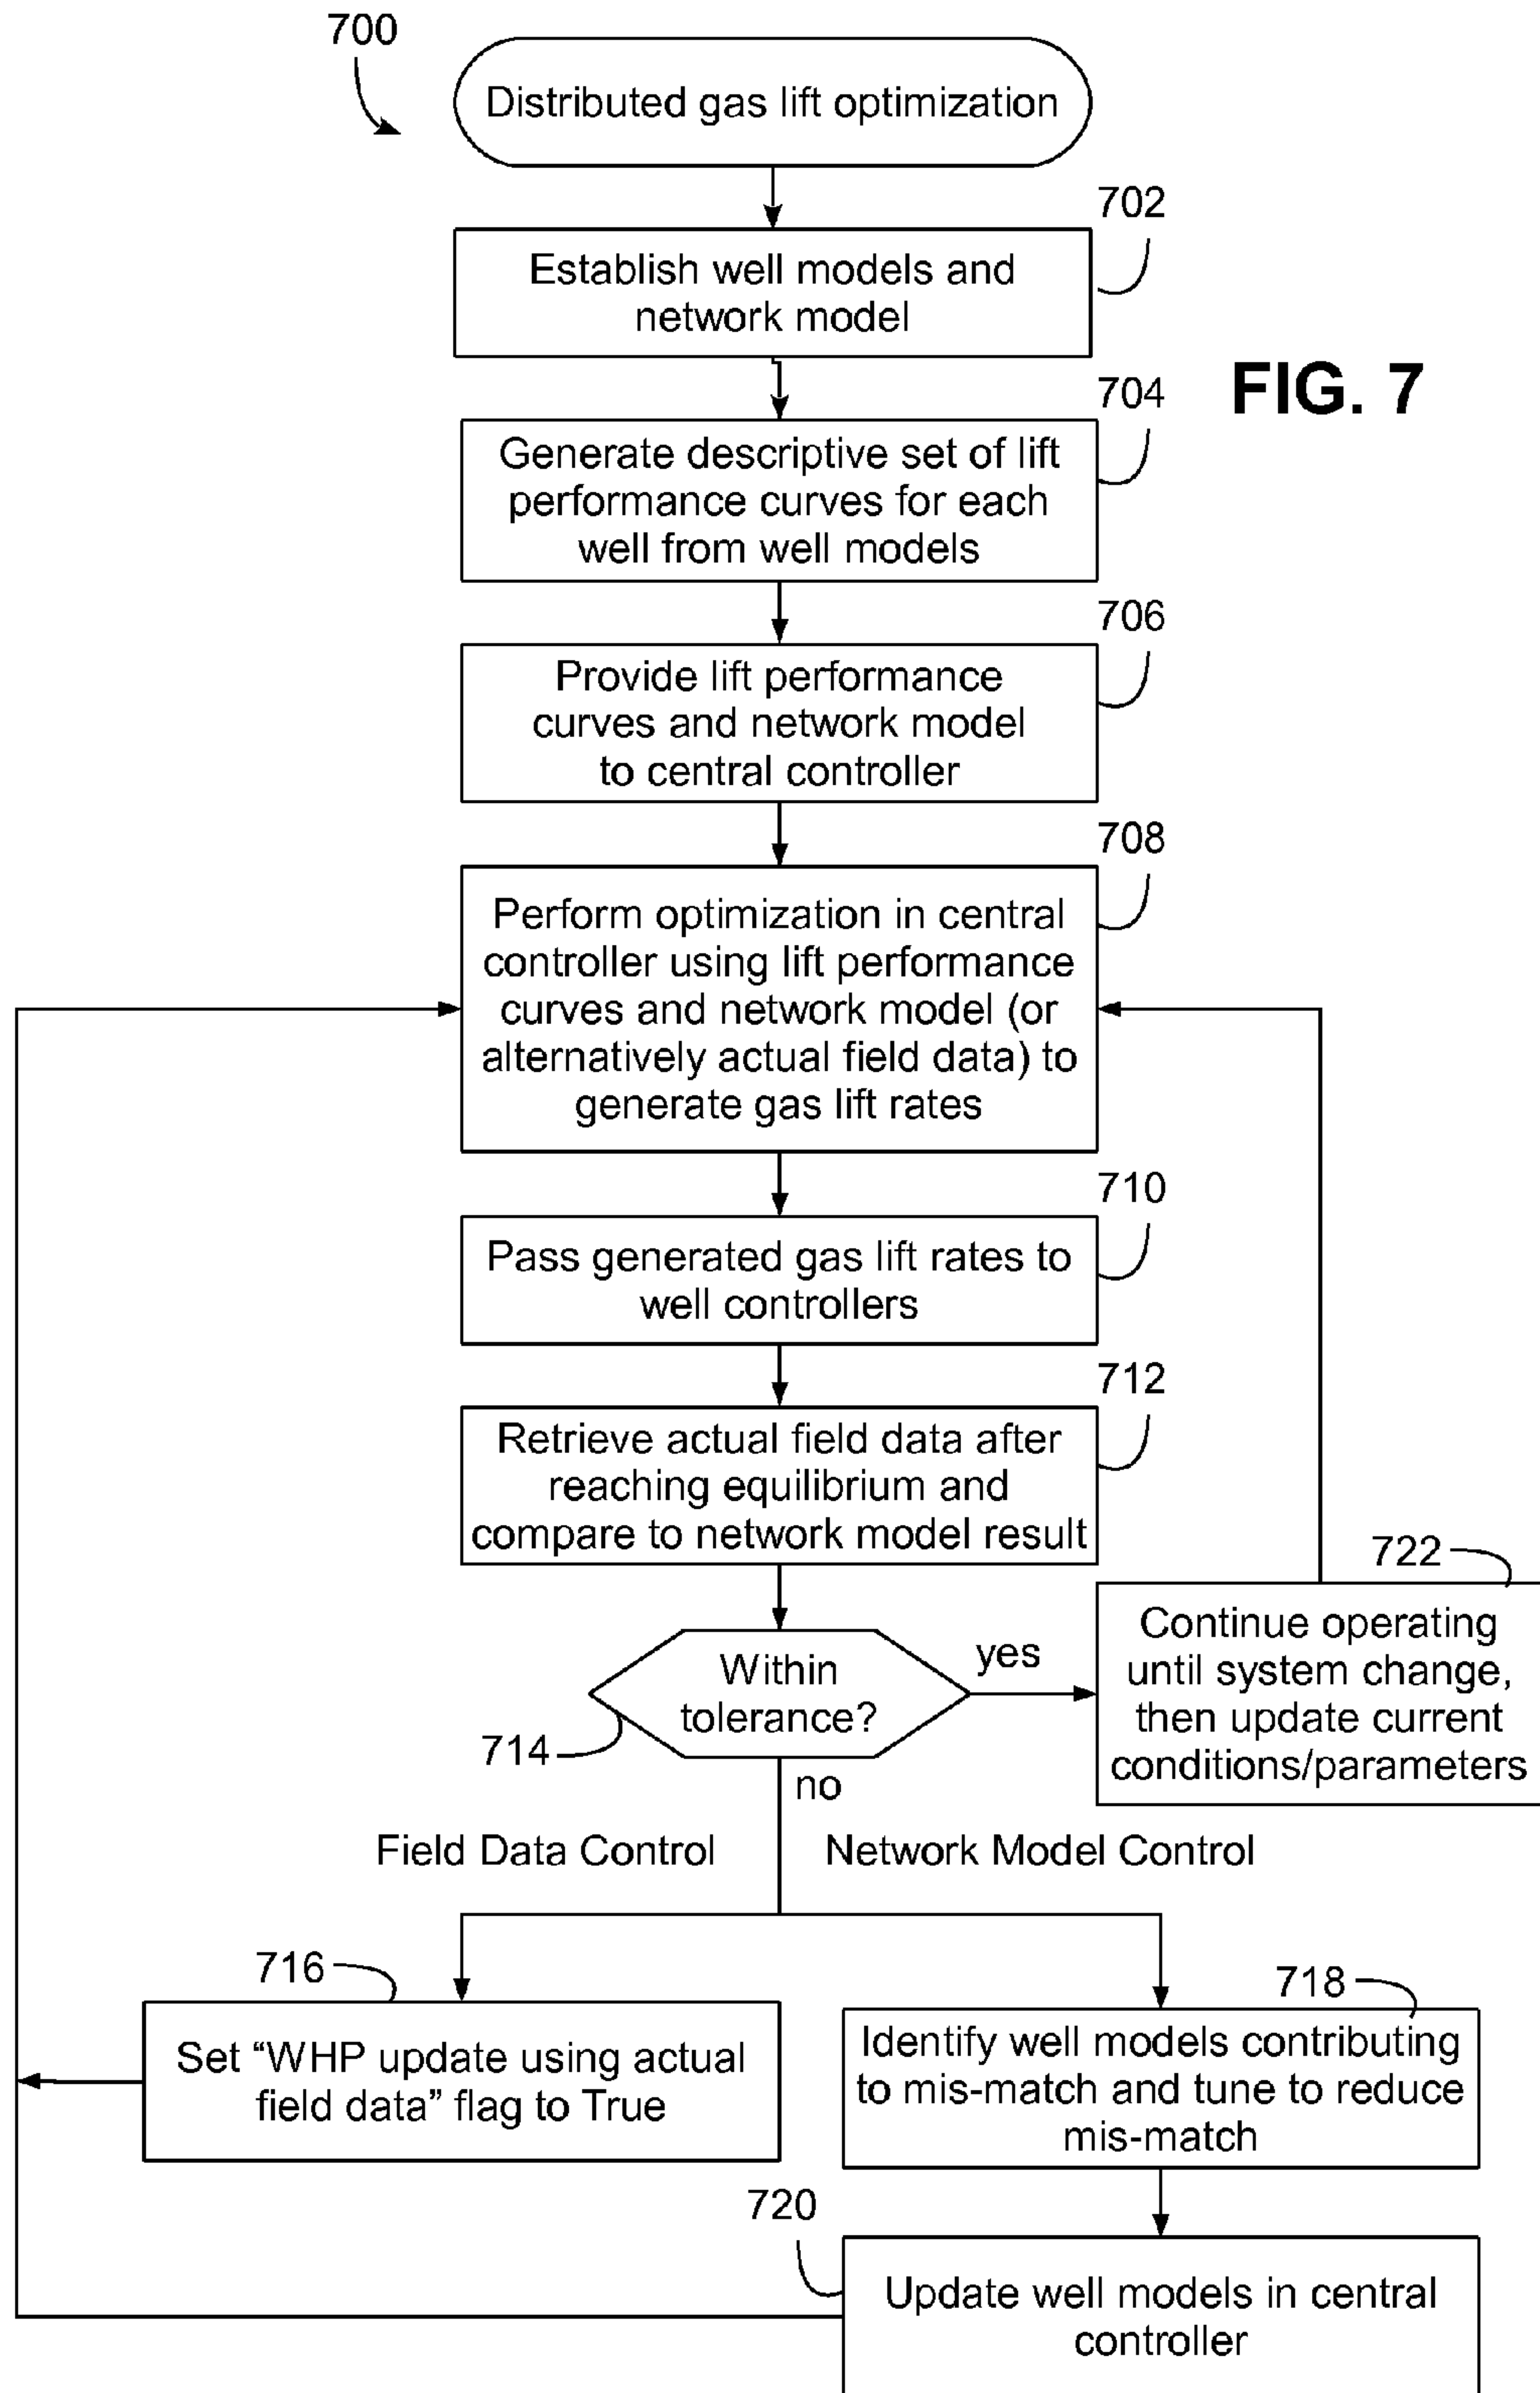 700
Distributed gas lift optimization
702
Establish well models and
network model
FIG. 7
704
Generate descriptive set of lift
performance curves for each
well from well models
706
Provide lift performance
curves and network model
to central controller
708
Perform optimization in central
controller using lift performance
curves and network model (or
alternatively actual field data) to
generate gas lift rates
710
Pass generated gas lift rates to
well controllers
712
Retrieve actual field data after
reaching equilibrium and
compare to network model result
722
Continue operating
until system change,
then update current
conditions/parameters
Within
tolerance?
yes
714
no
Field Data Control
Network Model Control
716
Set “WHP update using actual
field data” flag to True
718
Identify well models contributing
to mis-match and tune to reduce
mis-match
720
Update well models in central
controller